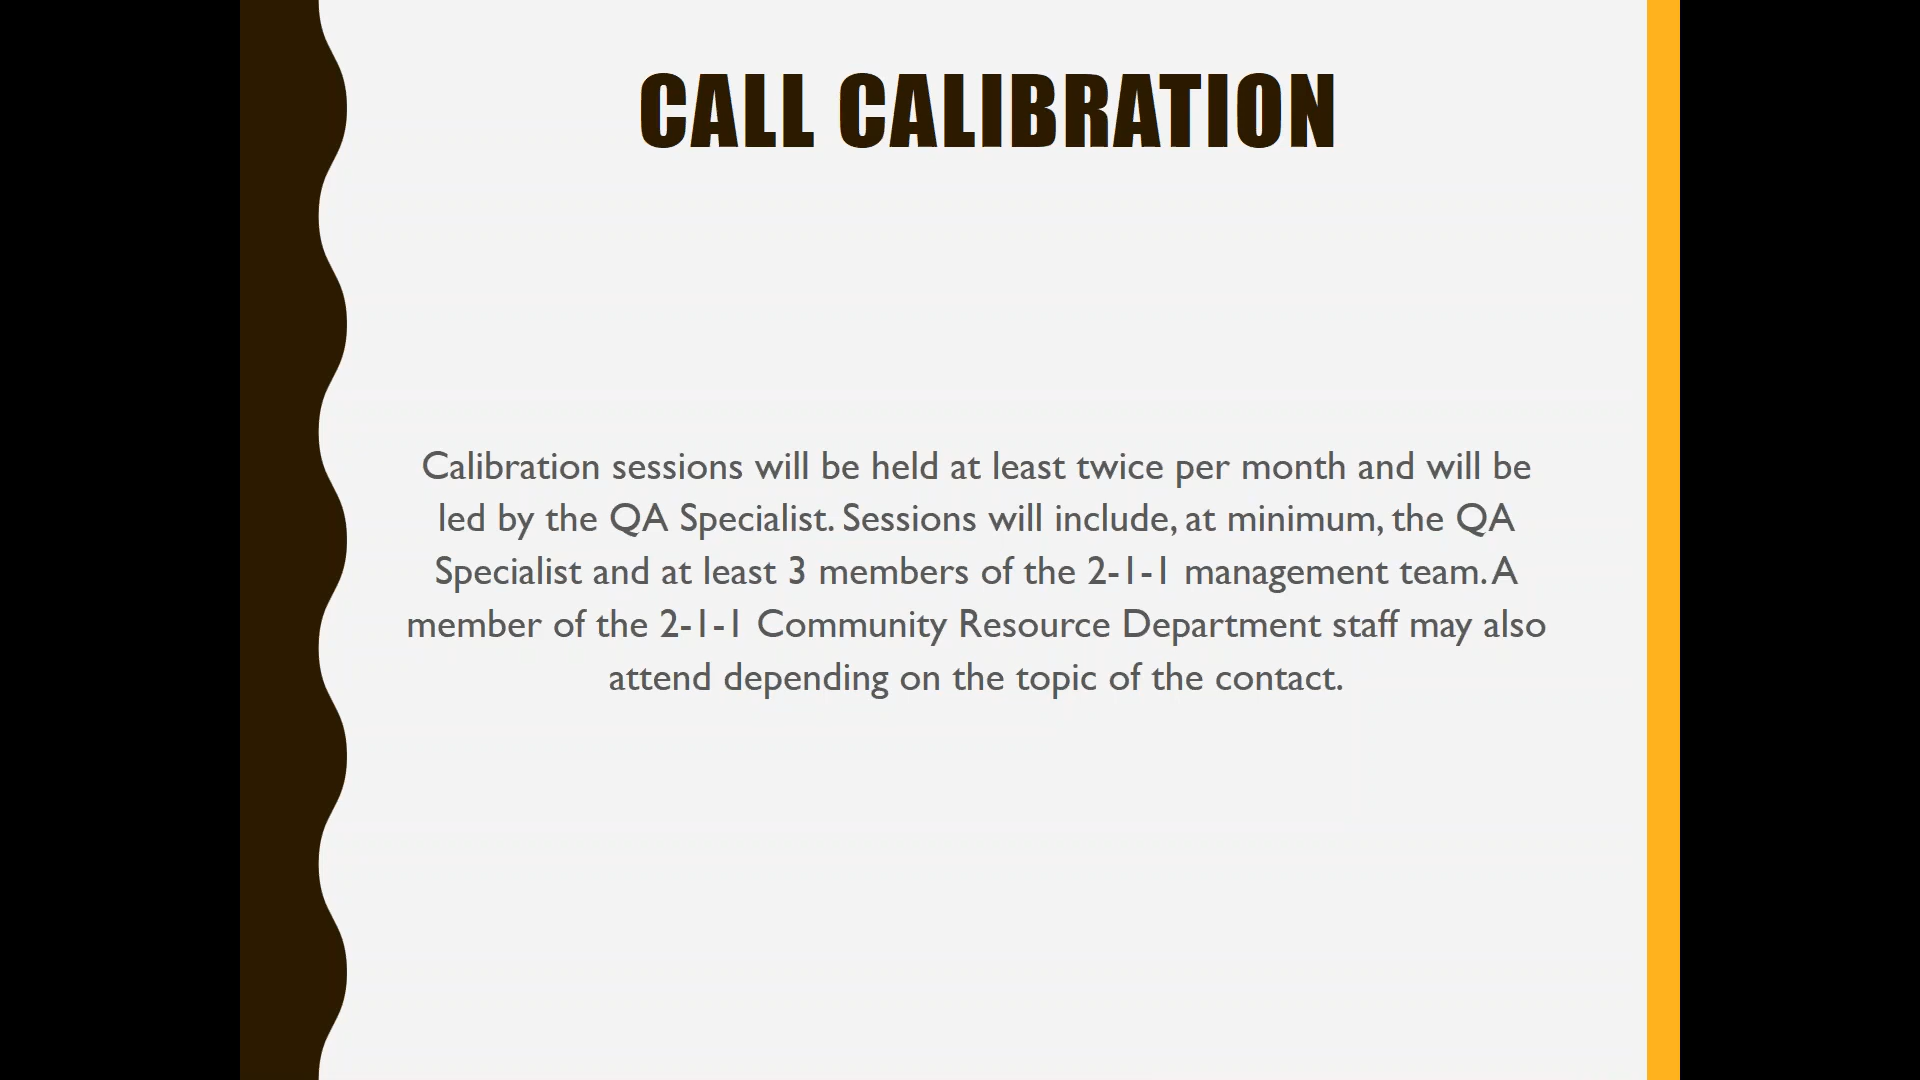 CALL CALIBRATION
Calibration sessions will be held at least twice per month and will be
led by the QA Specialist. Sessions will include, at minimum, the QA
Specialist and at least 3 members of the 2-1-1 management team. A
member of the 2-1-1 Community Resource Department staff may also
attend depending on the topic of the contact.